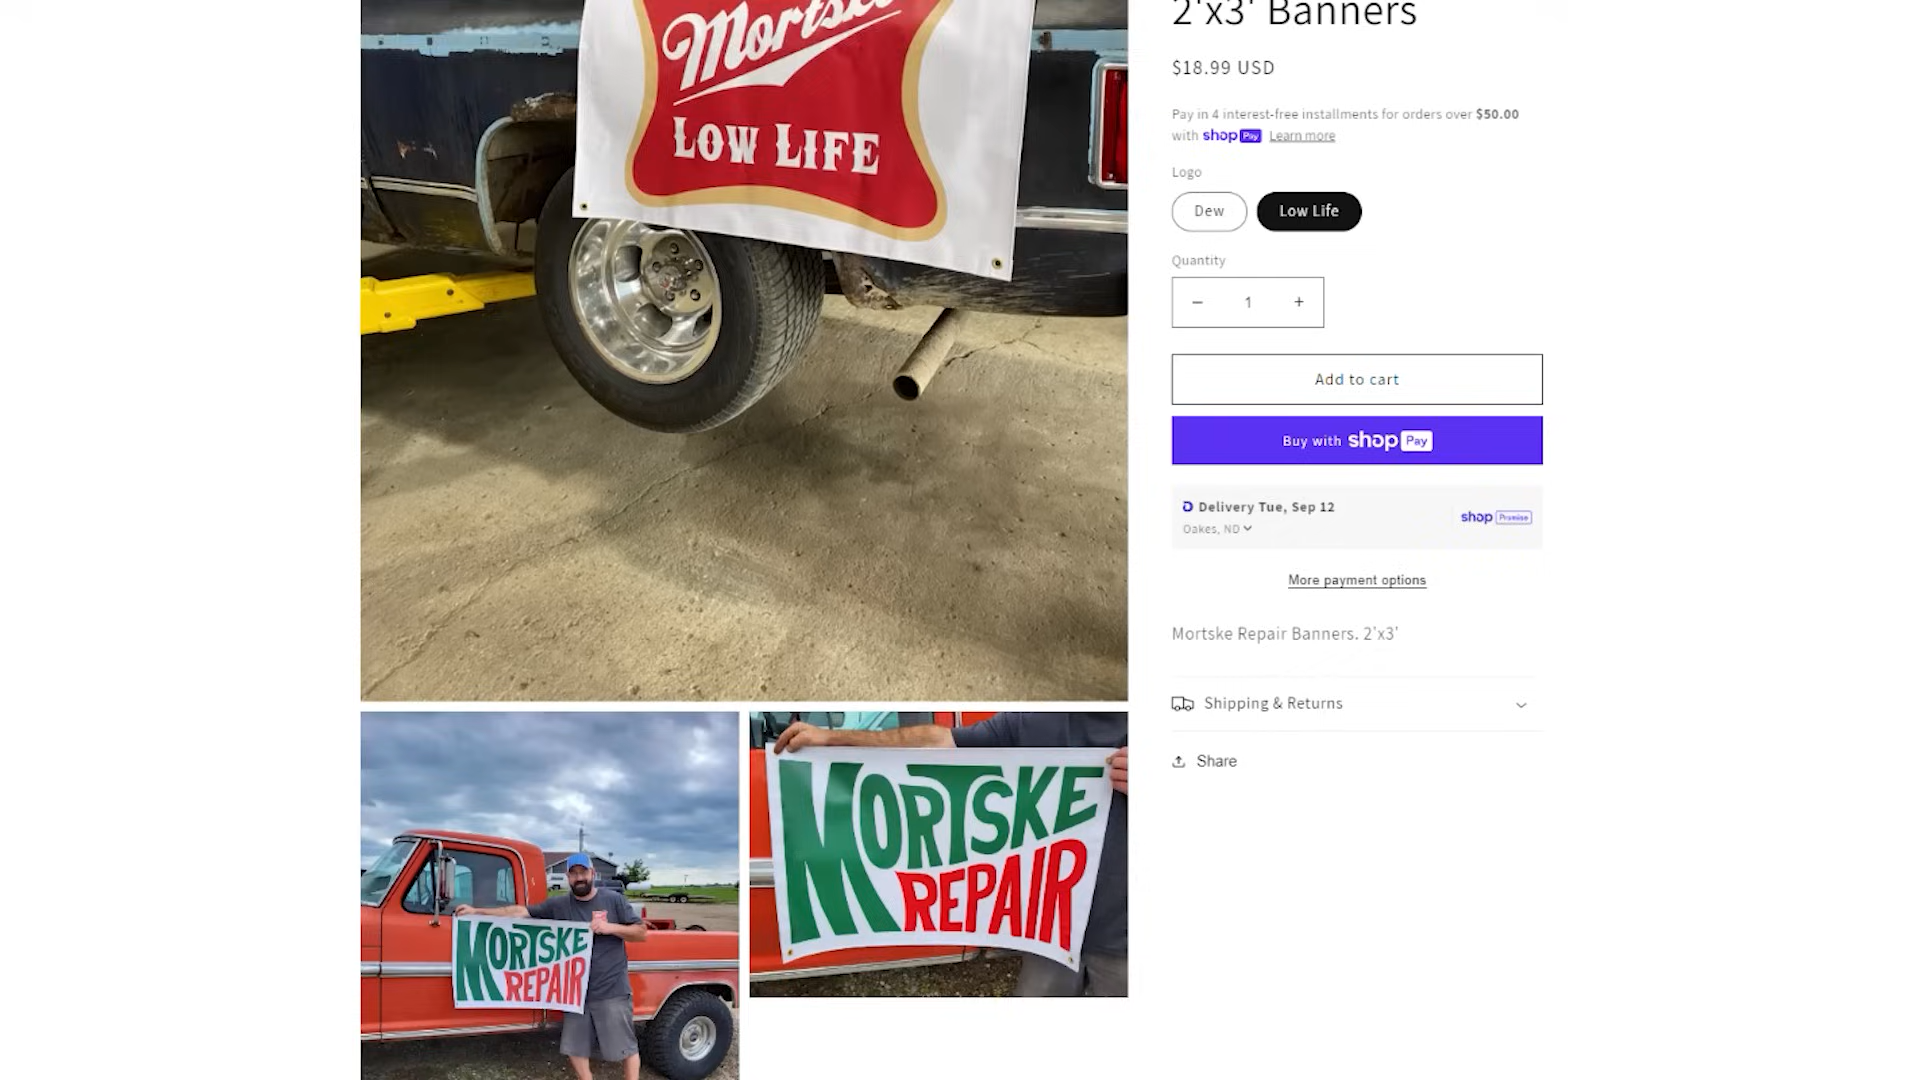 2'x3' Banners
$18.99 USD
Pay in 4 interest-free installments for orders over $50.00
with shop Pay Learn more
Logo
Dew
Low Life
Quantity
− 1 +
Add to cart
Buy with shop Pay
Delivery Tue, Sep 12
Oakes, ND
shop Promise
More payment options
Mortske Repair Banners. 2'x3'
Shipping & Returns
Share
Mortske
LOW LIFE
MORTSKE
REPAIR
MORTSKE
REPAIR